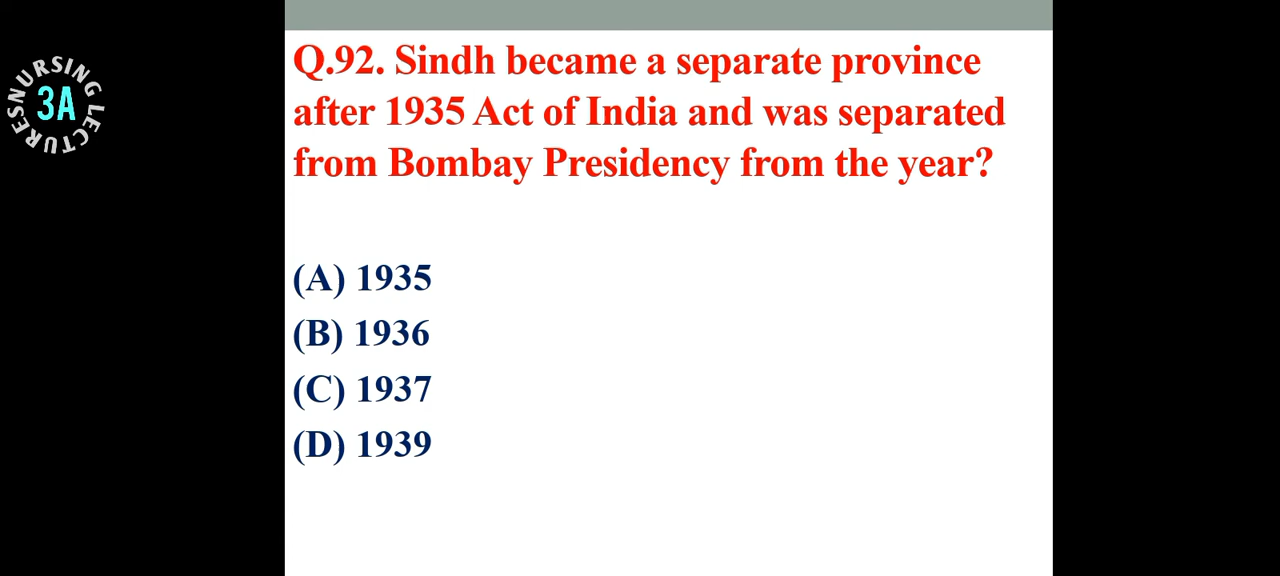 NURSING LECTURES
3A
Q.92. Sindh became a separate province
after 1935 Act of India and was separated
from Bombay Presidency from the year?
(A) 1935
(B) 1936
(C) 1937
(D) 1939